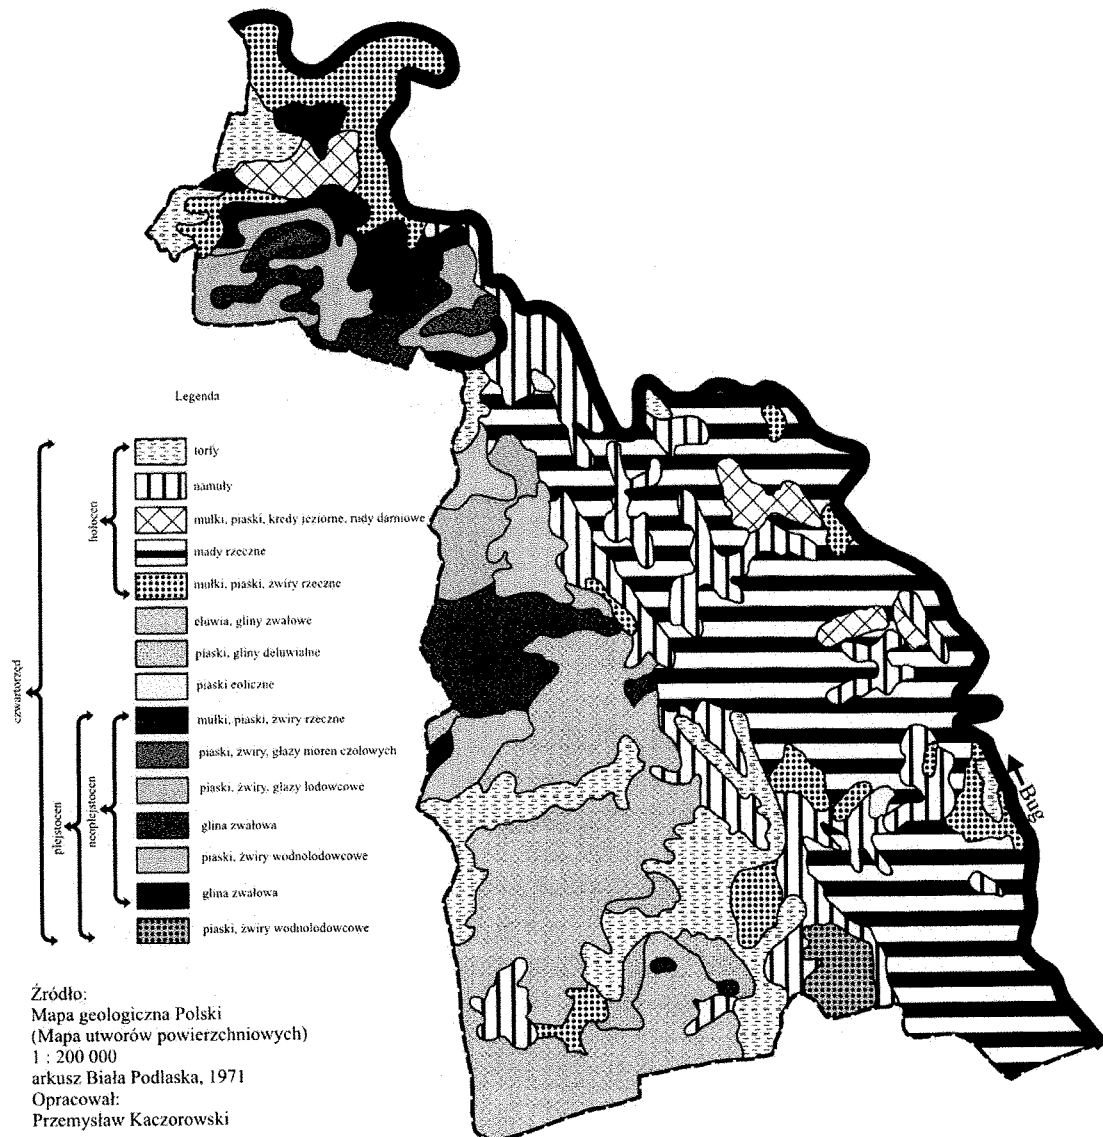 Legenda
torfy
namuły
mułki, piaski, kredy jeziorne, rudy darniowe
mady rzeczne
mułki, piaski, żwiry rzeczne
eluwia, gliny zwałowe
piaski, gliny deluwialne
piaski eoliczne
mułki, piaski, żwiry rzeczne
piaski, żwiry, głazy moren czołowych
piaski, żwiry, głazy lodowcowe
glina zwałowa
piaski, żwiry wodnolodowcowe
glina zwałowa
piaski, żwiry wodnolodowcowe
czwartorzęd
holocen
plejstocen
neoplejstocen
Bug
Źródło:
Mapa geologiczna Polski
(Mapa utworów powierzchniowych)
1 : 200 000
arkusz Biała Podlaska, 1971
Opracował:
Przemysław Kaczorowski